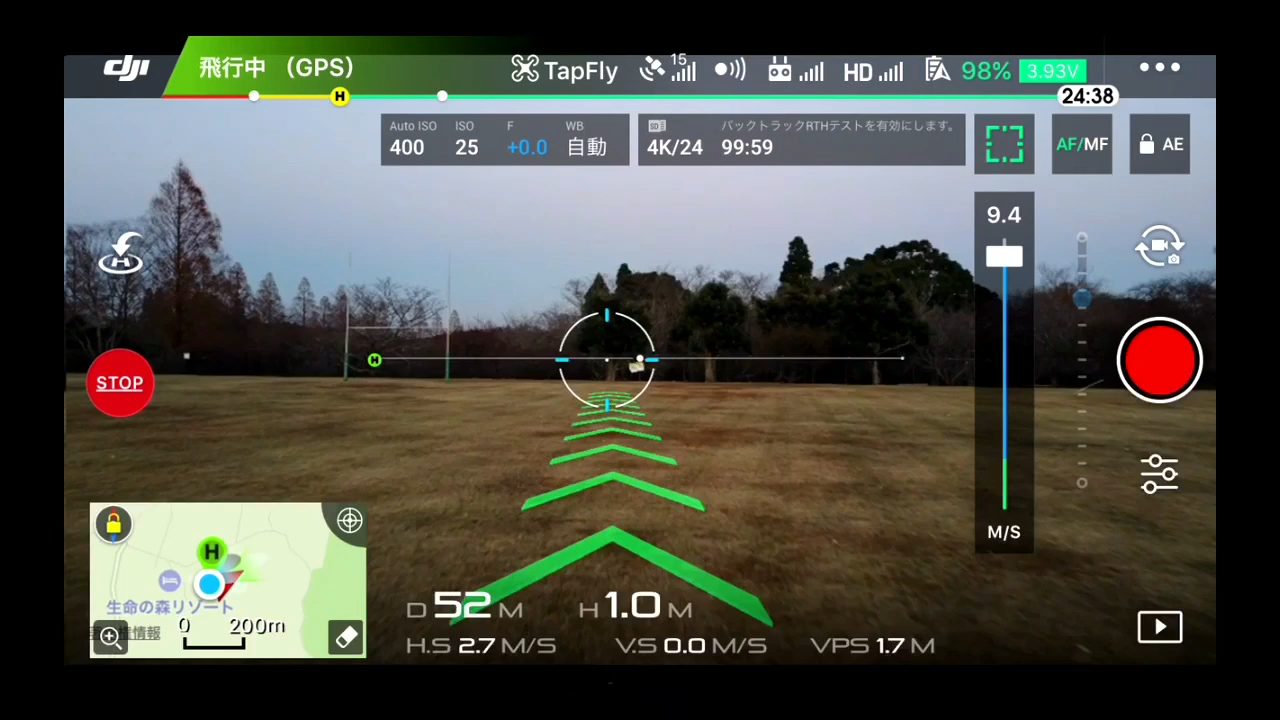 dji 飛行中 (GPS) TapFly 15 HD 98% 3.93V
H 24:38
Auto ISO ISO F WB バックトラックRTHテストを有効にします。
400 25 +0.0 自動 4K/24 99:59 AF/MF AE
9.4
H
H
STOP
M/S
H
生命の森リゾート
0 200m
D 52 M H 1.0 M
H.S 2.7 M/S V.S 0.0 M/S VPS 1.7 M